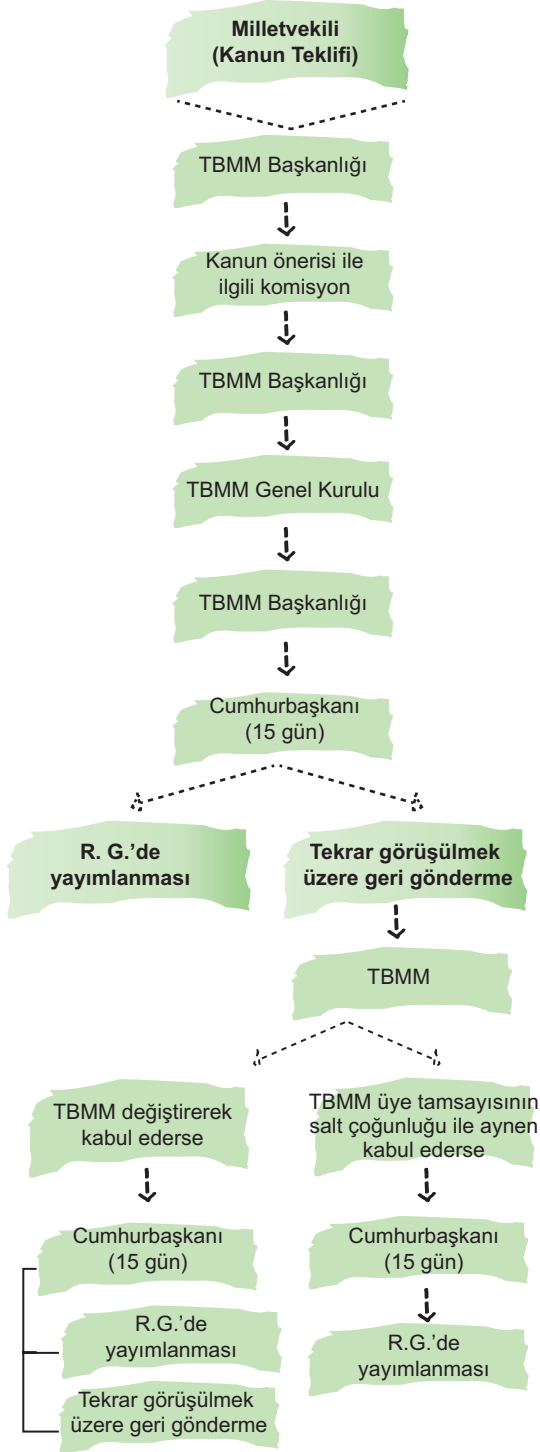 Milletvekili
(Kanun Teklifi)
TBMM Başkanlığı
Kanun önerisi ile
ilgili komisyon
TBMM Başkanlığı
TBMM Genel Kurulu
TBMM Başkanlığı
Cumhurbaşkanı
(15 gün)
R. G.’de
yayımlanması
Tekrar görüşülmek
üzere geri gönderme
TBMM
TBMM değiştirerek
kabul ederse
TBMM üye tamsayısının
salt çoğunluğu ile aynen
kabul ederse
Cumhurbaşkanı
(15 gün)
R.G.’de
yayımlanması
Tekrar görüşülmek
üzere geri gönderme
Cumhurbaşkanı
(15 gün)
R.G.’de
yayımlanması